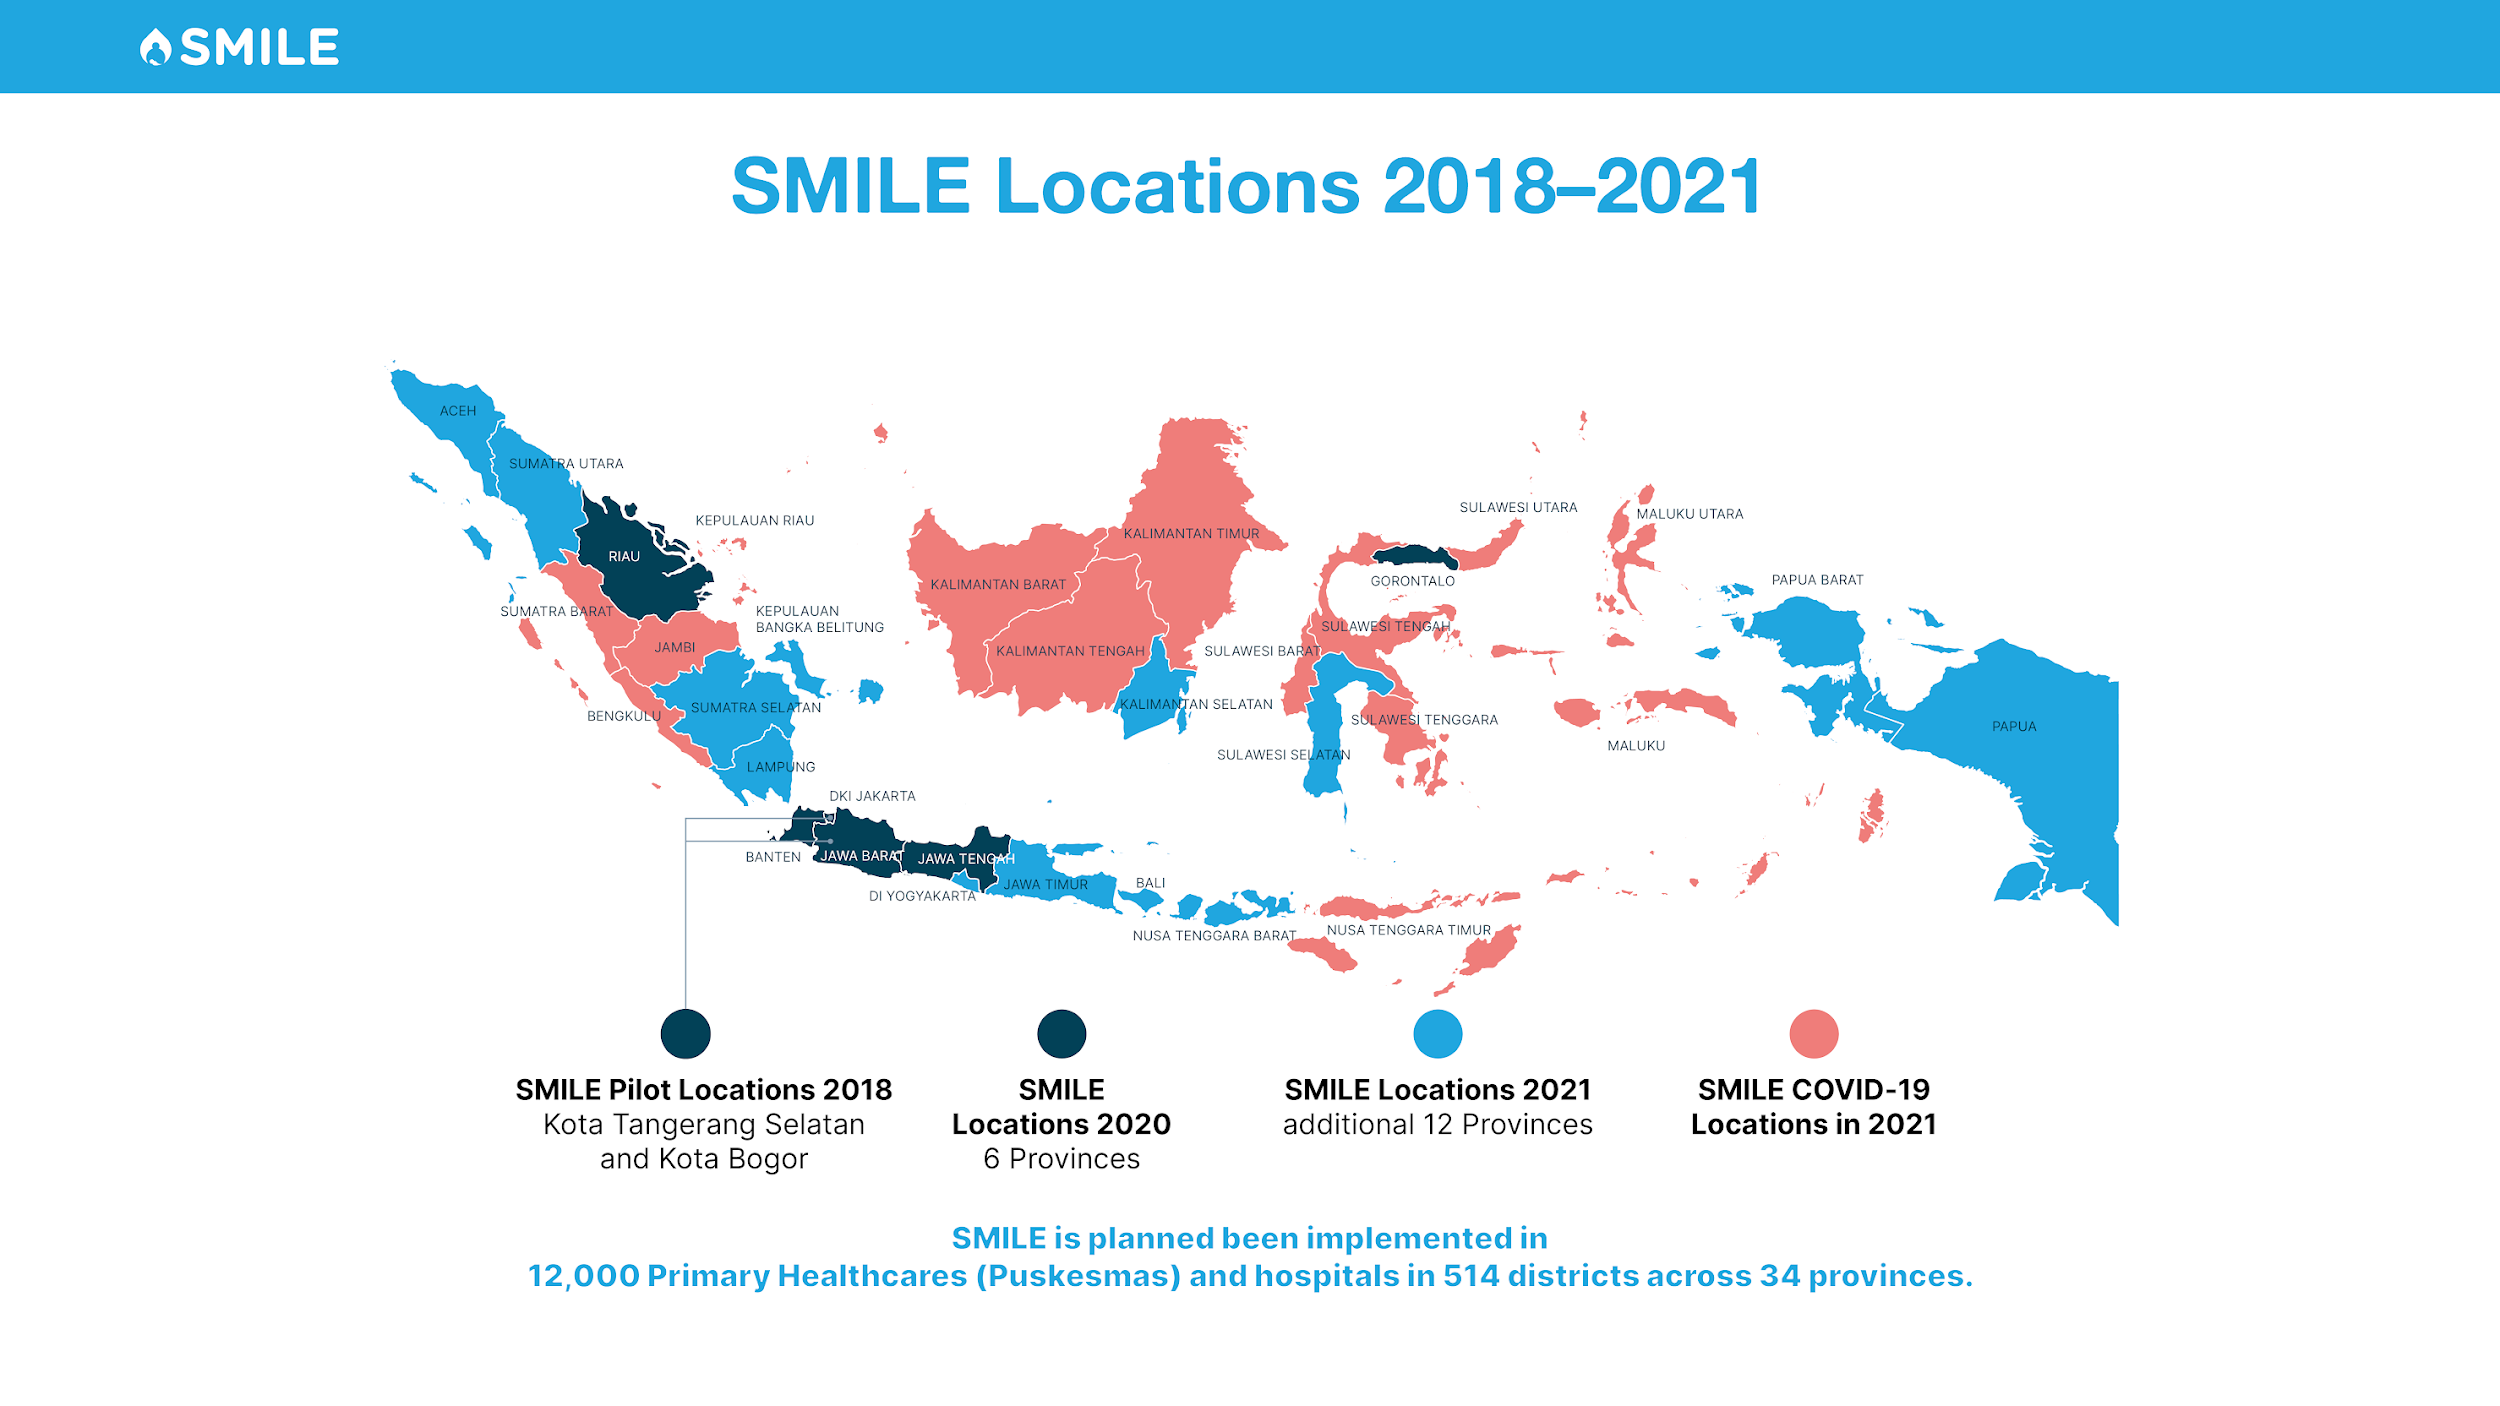 SMILE
SMILE Locations 2018–2021
ACEH
SUMATRA UTARA
RIAU
KEPULAUAN RIAU
SUMATRA BARAT
KEPULAUAN
BANGKA BELITUNG
JAMBI
SUMATRA SELATAN
BENGKULU
LAMPUNG
DKI JAKARTA
BANTEN
JAWA BARAT
JAWA TENGAH
DI YOGYAKARTA
JAWA TIMUR
BALI
NUSA TENGGARA BARAT
NUSA TENGGARA TIMUR
KALIMANTAN TIMUR
KALIMANTAN BARAT
KALIMANTAN TENGAH
KALIMANTAN SELATAN
SULAWESI UTARA
GORONTALO
SULAWESI TENGAH
SULAWESI BARAT
SULAWESI TENGGARA
SULAWESI SELATAN
MALUKU UTARA
MALUKU
PAPUA BARAT
PAPUA
SMILE Pilot Locations 2018
Kota Tangerang Selatan
and Kota Bogor
SMILE
Locations 2020
6 Provinces
SMILE Locations 2021
additional 12 Provinces
SMILE COVID-19
Locations in 2021
SMILE is planned been implemented in
12,000 Primary Healthcares (Puskesmas) and hospitals in 514 districts across 34 provinces.